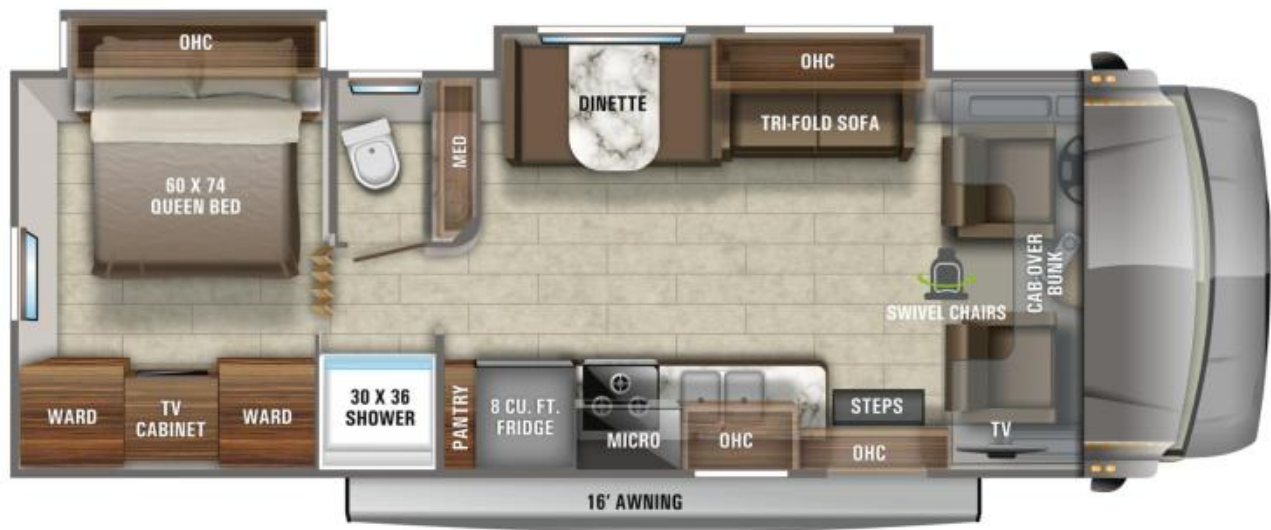 OHC
60 X 74
QUEEN BED
MED
DINETTE
OHC
TRI-FOLD SOFA
CAB-OVER
BUNK
SWIVEL CHAIRS
WARD
TV
CABINET
WARD
30 X 36
SHOWER
PANTRY
8 CU. FT.
FRIDGE
MICRO
OHC
STEPS
OHC
TV
16' AWNING